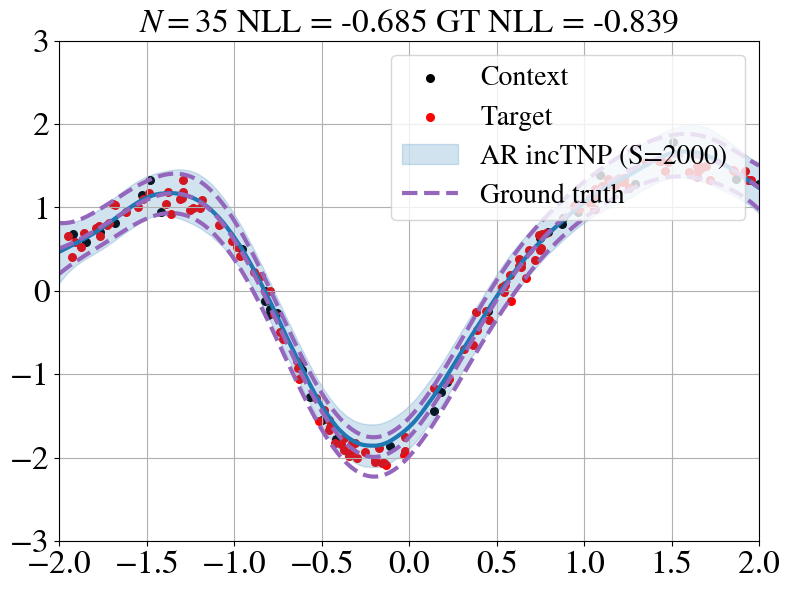 N = 35 NLL = -0.685 GT NLL = -0.839
3
2
1
0
−1
−2
−3
Context
Target
AR incTNP (S=2000)
Ground truth
−2.0 −1.5 −1.0 −0.5 0.0 0.5 1.0 1.5 2.0